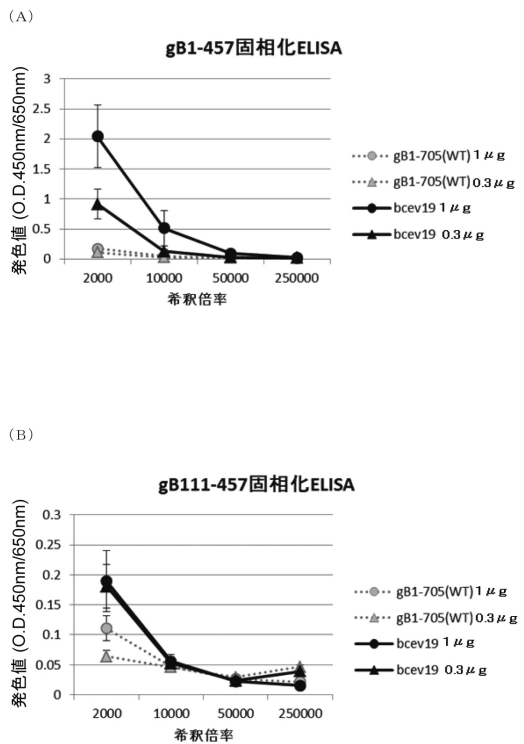 （A）
gB1-457固相化ELISA
発色値 (O.D.450nm/650nm)
3
2.5
2
1.5
1
0.5
0
2000 10000 50000 250000
希釈倍率
gB1-705(WT) 1μg
gB1-705(WT) 0.3μg
bcev19 1μg
bcev19 0.3μg
（B）
gB111-457固相化ELISA
発色値 (O.D.450nm/650nm)
0.3
0.25
0.2
0.15
0.1
0.05
0
2000 10000 50000 250000
希釈倍率
gB1-705(WT) 1μg
gB1-705(WT) 0.3μg
bcev19 1μg
bcev19 0.3μg